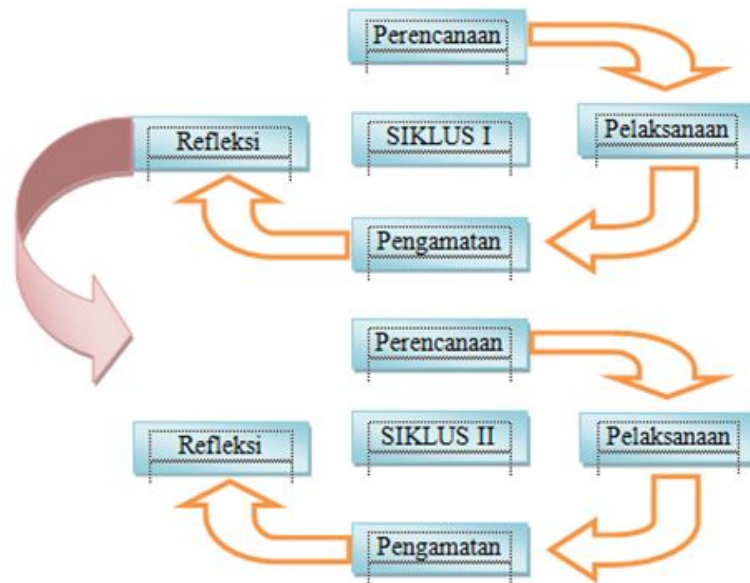 Perencanaan
Refleksi
SIKLUS I
Pelaksanaan
Pengamatan
Perencanaan
Refleksi
SIKLUS II
Pelaksanaan
Pengamatan